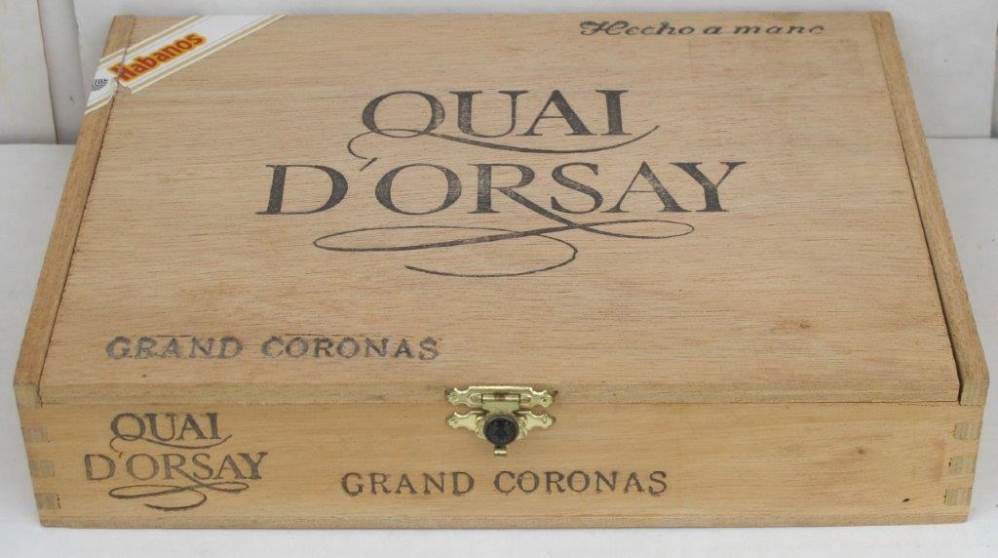 Habanos
Hecho a mano
QUAI
D'ORSAY
GRAND CORONAS
QUAI
D'ORSAY
GRAND CORONAS